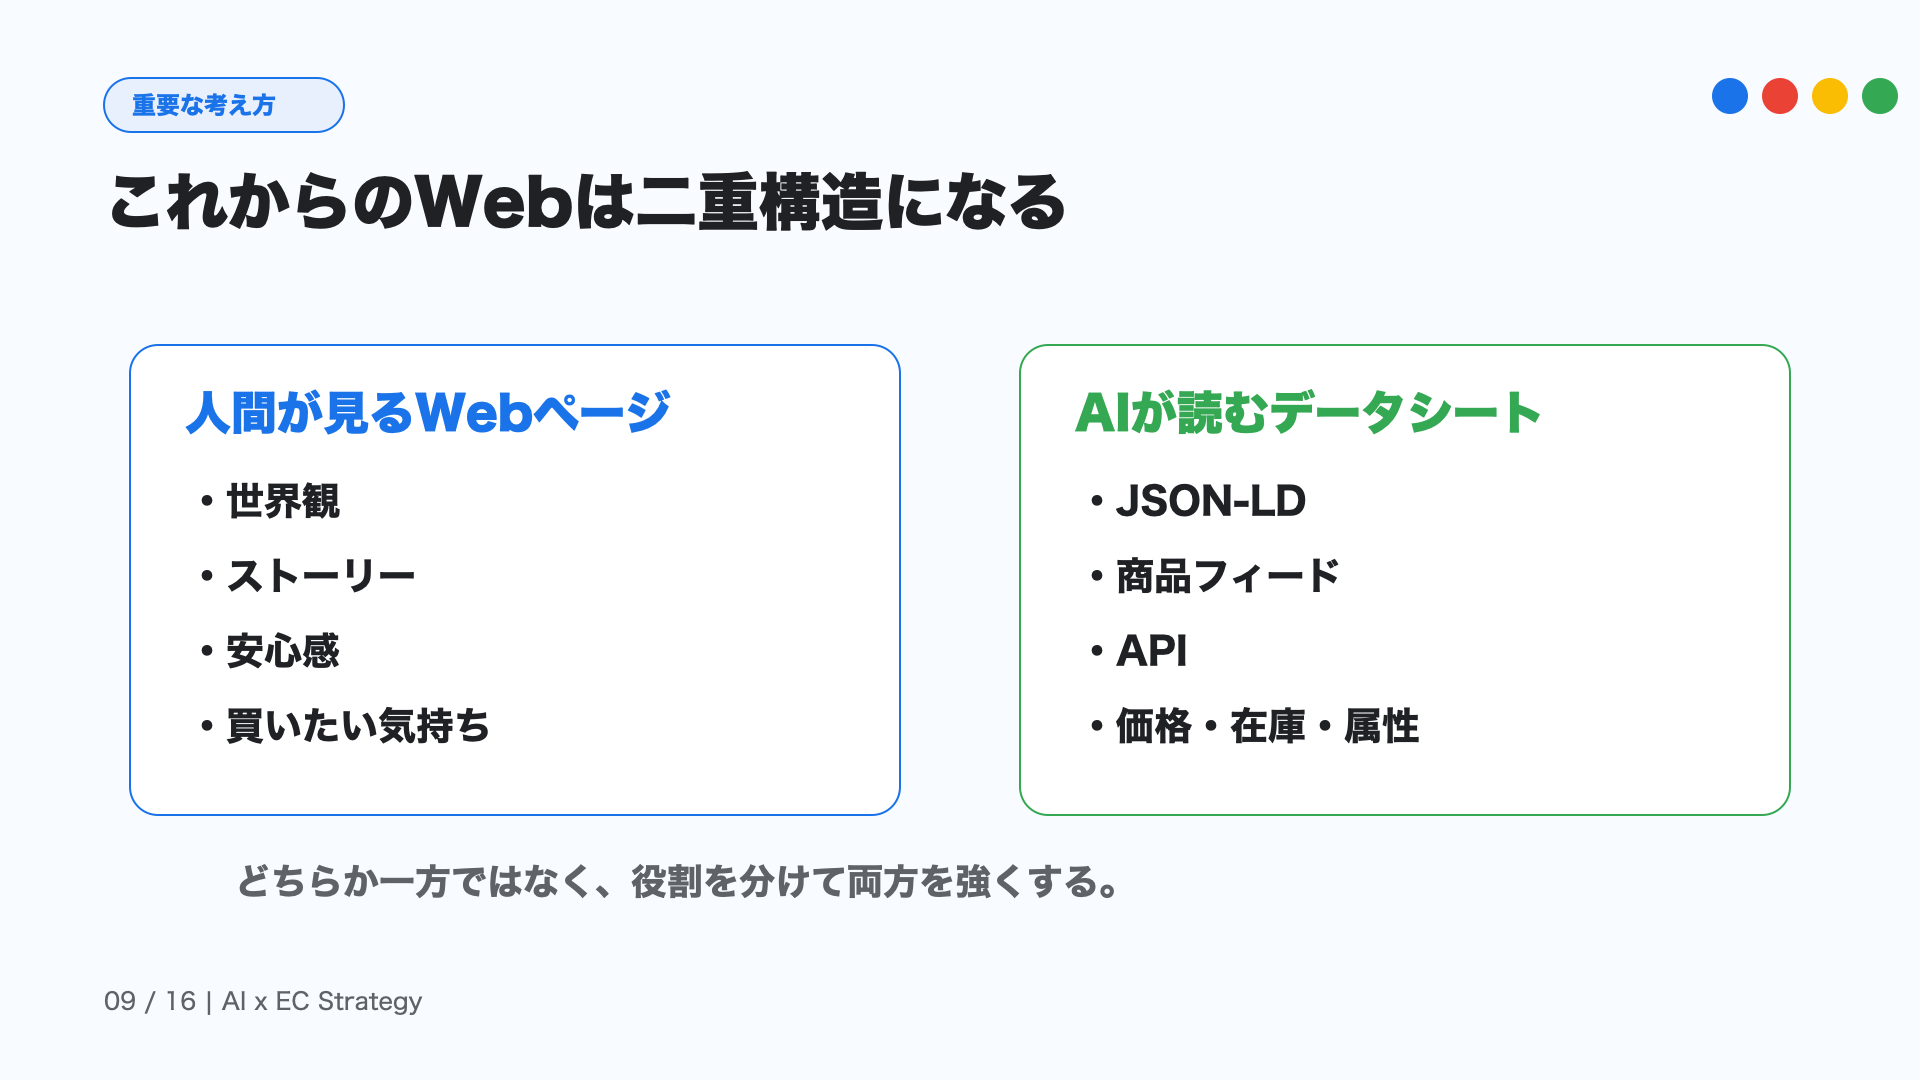 重要な考え方
これからのWebは二重構造になる
人間が見るWebページ
・世界観
・ストーリー
・安心感
・買いたい気持ち
AIが読むデータシート
・JSON-LD
・商品フィード
・API
・価格・在庫・属性
どちらか一方ではなく、役割を分けて両方を強くする。
09 / 16 | AI x EC Strategy